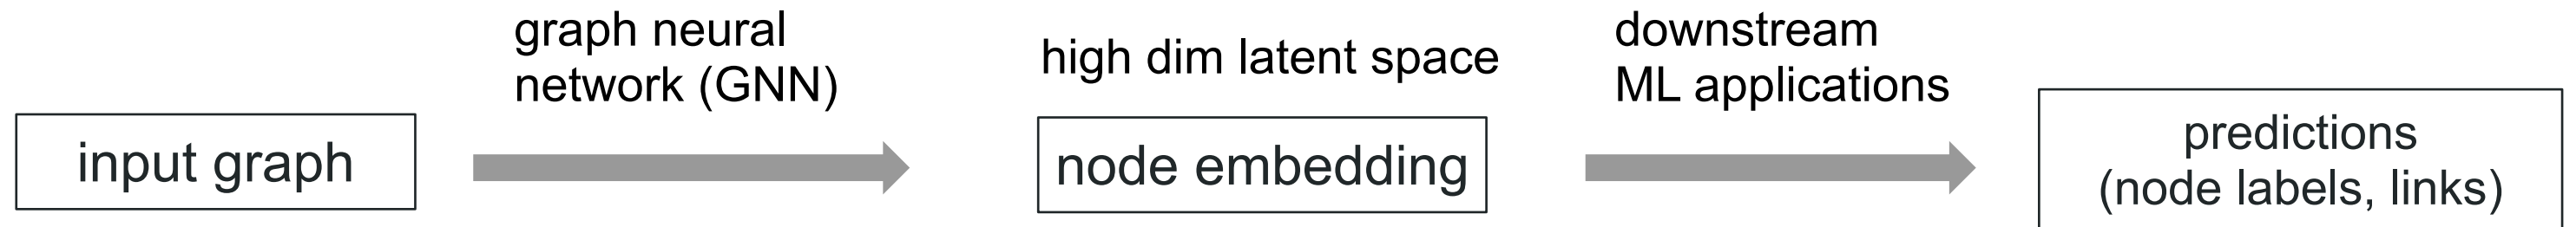 input graph
graph neural
network (GNN)
high dim latent space
node embedding
downstream
ML applications
predictions
(node labels, links)